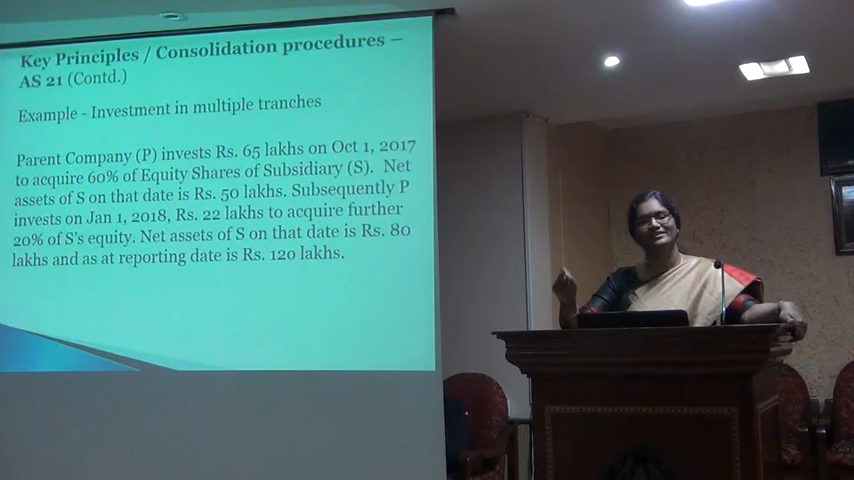 Key Principles / Consolidation procedures –
AS 21 (Contd.)
Example - Investment in multiple tranches
Parent Company (P) invests Rs. 65 lakhs on Oct 1, 2017
to acquire 60% of Equity Shares of Subsidiary (S). Net
assets of S on that date is Rs. 50 lakhs. Subsequently P
invests on Jan 1, 2018, Rs. 22 lakhs to acquire further
20% of S's equity. Net assets of S on that date is Rs. 80
lakhs and as at reporting date is Rs. 120 lakhs.